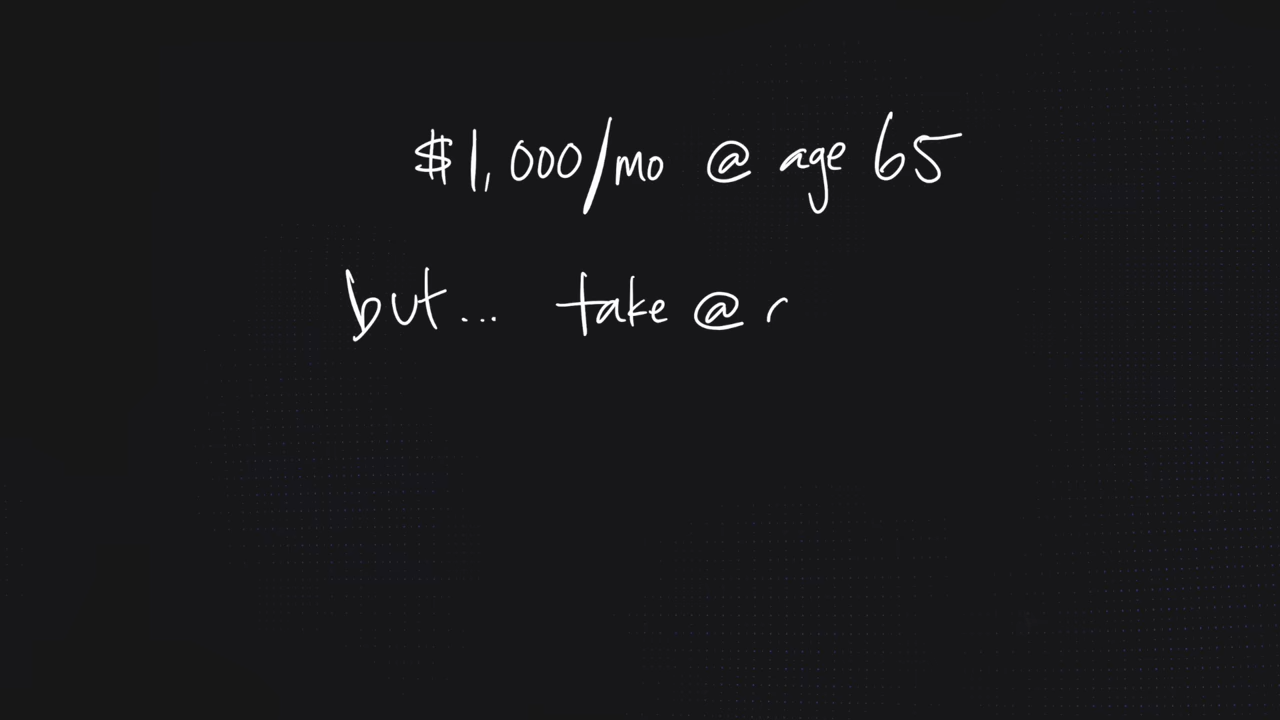 $1,000/mo @ age 65
but... take @